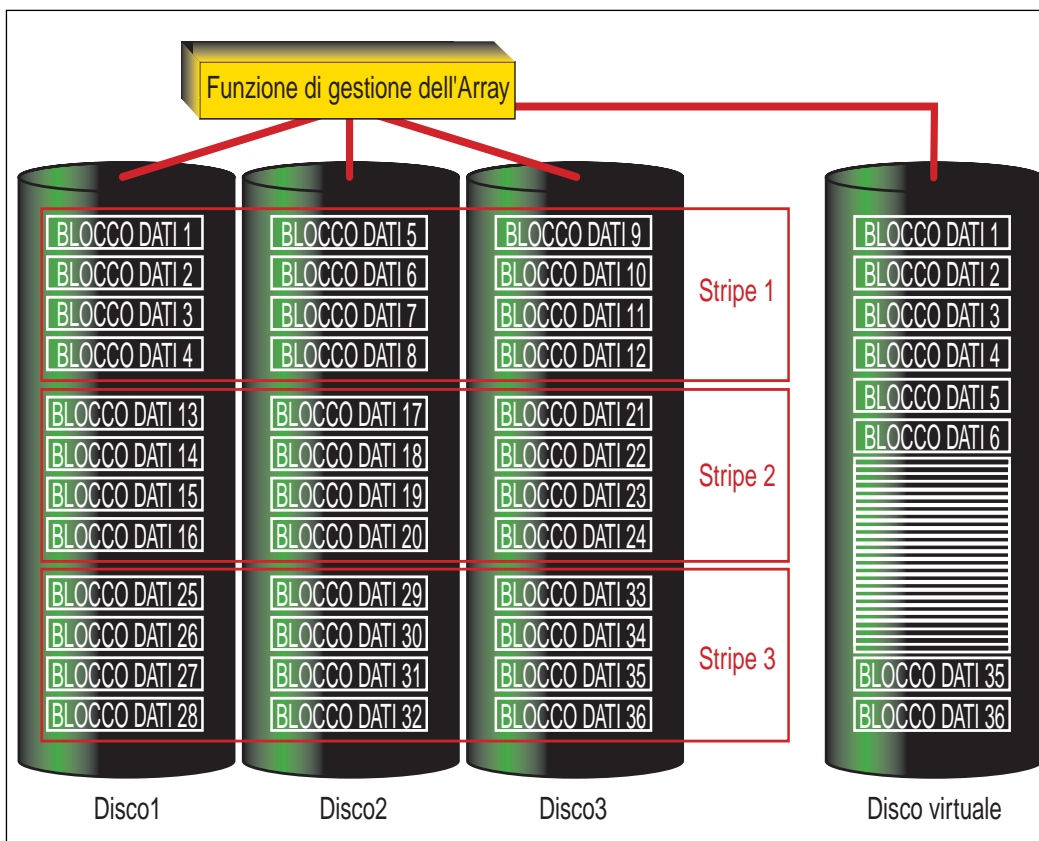 Funzione di gestione dell'Array
BLOCCO DATI 1
BLOCCO DATI 2
BLOCCO DATI 3
BLOCCO DATI 4
BLOCCO DATI 13
BLOCCO DATI 14
BLOCCO DATI 15
BLOCCO DATI 16
BLOCCO DATI 25
BLOCCO DATI 26
BLOCCO DATI 27
BLOCCO DATI 28
Disco1
BLOCCO DATI 5
BLOCCO DATI 6
BLOCCO DATI 7
BLOCCO DATI 8
BLOCCO DATI 17
BLOCCO DATI 18
BLOCCO DATI 19
BLOCCO DATI 20
BLOCCO DATI 29
BLOCCO DATI 30
BLOCCO DATI 31
BLOCCO DATI 32
Disco2
BLOCCO DATI 9
BLOCCO DATI 10
BLOCCO DATI 11
BLOCCO DATI 12
BLOCCO DATI 21
BLOCCO DATI 22
BLOCCO DATI 23
BLOCCO DATI 24
BLOCCO DATI 33
BLOCCO DATI 34
BLOCCO DATI 35
BLOCCO DATI 36
Disco3
Stripe 1
Stripe 2
Stripe 3
BLOCCO DATI 1
BLOCCO DATI 2
BLOCCO DATI 3
BLOCCO DATI 4
BLOCCO DATI 5
BLOCCO DATI 6
BLOCCO DATI 35
BLOCCO DATI 36
Disco virtuale